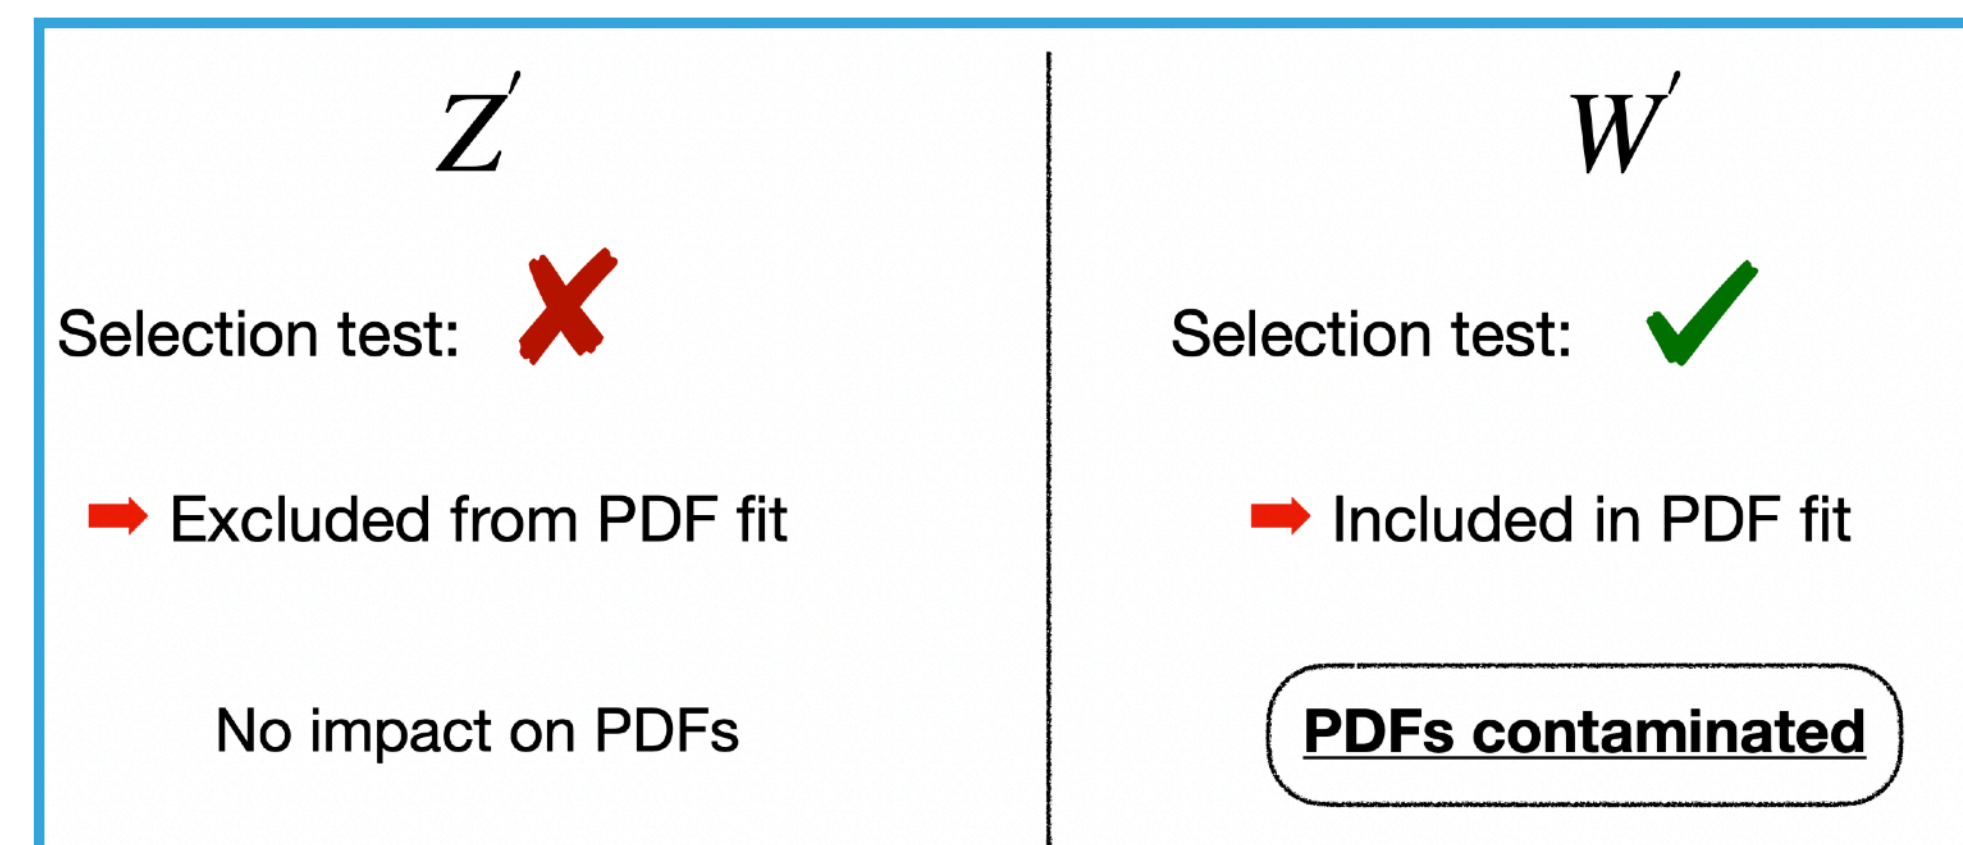 Z′
Selection test: ✘
➡ Excluded from PDF fit
No impact on PDFs
W′
Selection test: ✓
➡ Included in PDF fit
PDFs contaminated